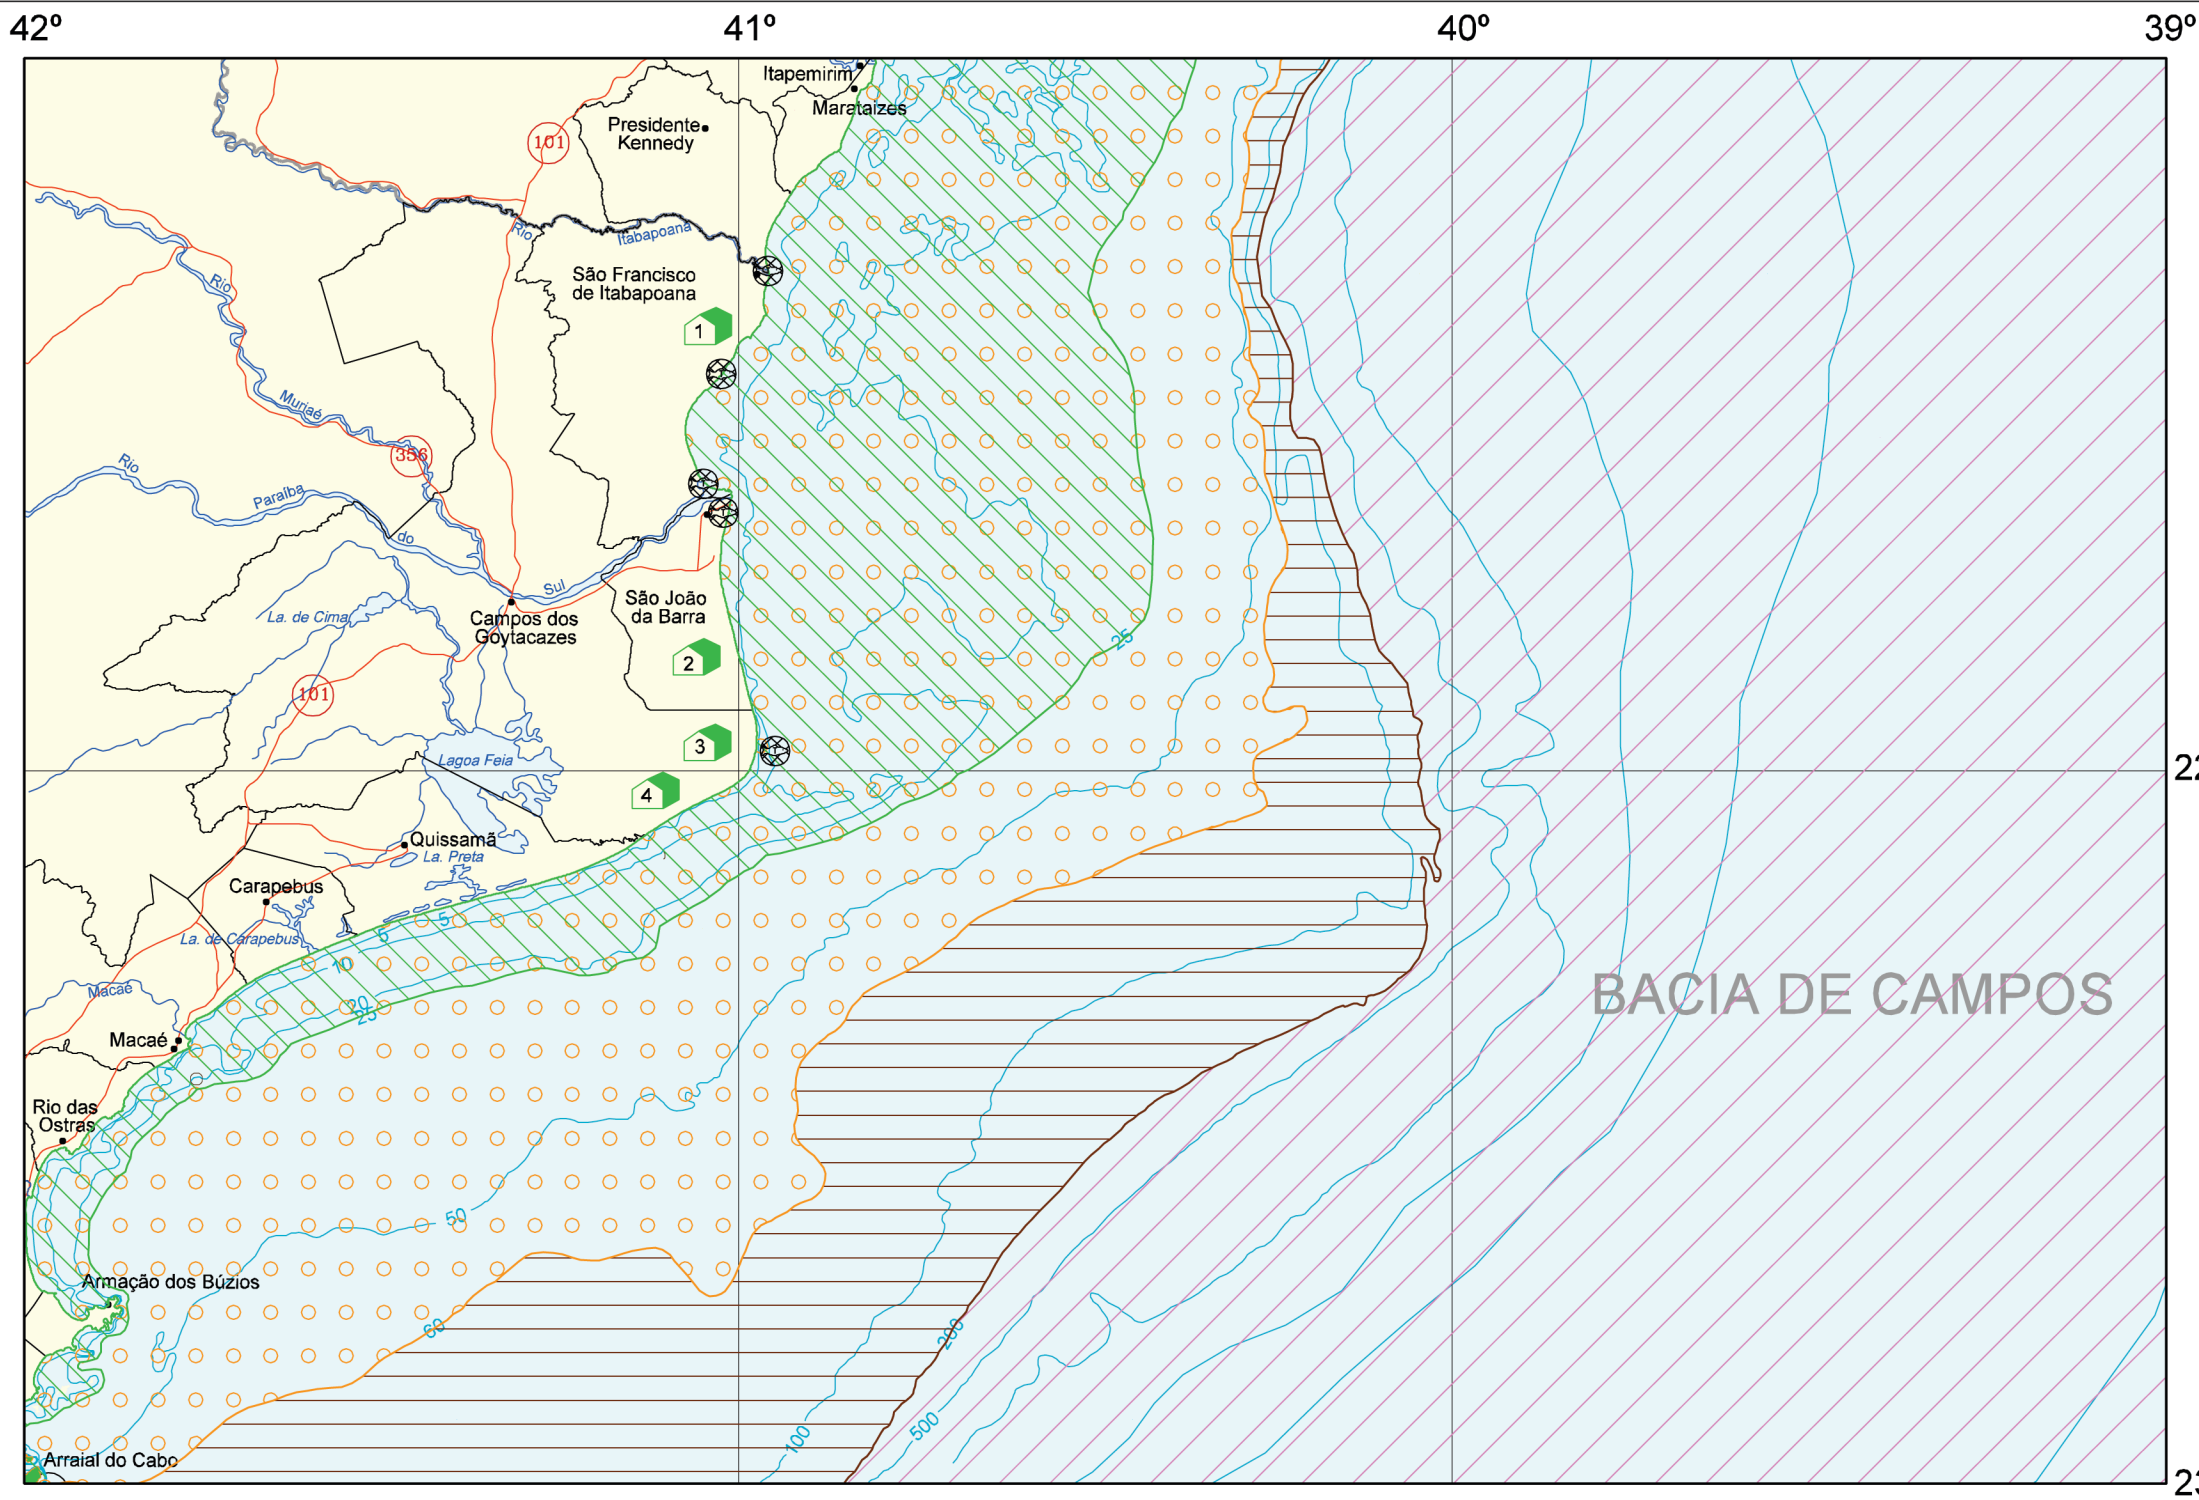 42º
41º
40º
39º
Itapemirim
Marataizes
Presidente
Kennedy
101
Rio
Itabapoana
São Francisco
de Itabapoana
Rio
1
Muriaé
356
Rio
Paraíba
do
Sul
São João
da Barra
La. de Cima
Campos dos
Goytacazes
25
2
101
3
Lagoa Feia
22
4
Quissamã
La. Preta
Carapebus
5
5
La. de Carapebus
10
Macaé
20
25
BACIA DE CAMPOS
Macaé
Rio das
Ostras
50
Armação dos Búzios
60
200
500
100
Arraial do Cabo
23